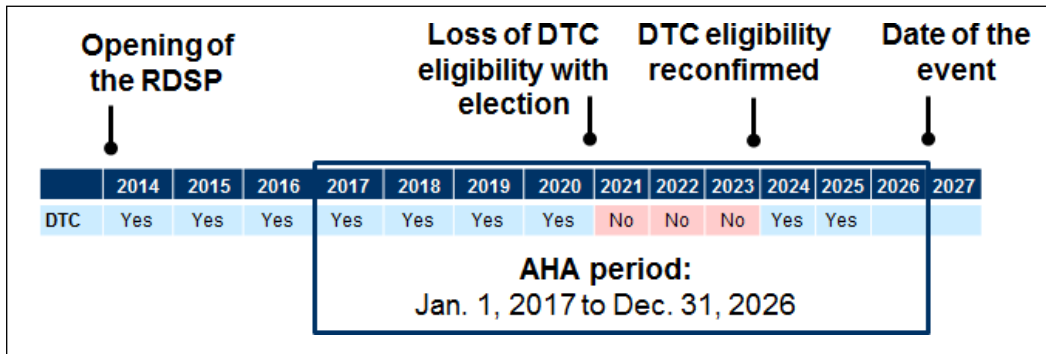 Opening of
the RDSP
Loss of DTC
eligibility with
election
DTC eligibility
reconfirmed
Date of the
event
2014 2015 2016 2017 2018 2019 2020 2021 2022 2023 2024 2025 2026 2027
DTC Yes Yes Yes Yes Yes Yes Yes No No No Yes Yes
AHA period:
Jan. 1, 2017 to Dec. 31, 2026